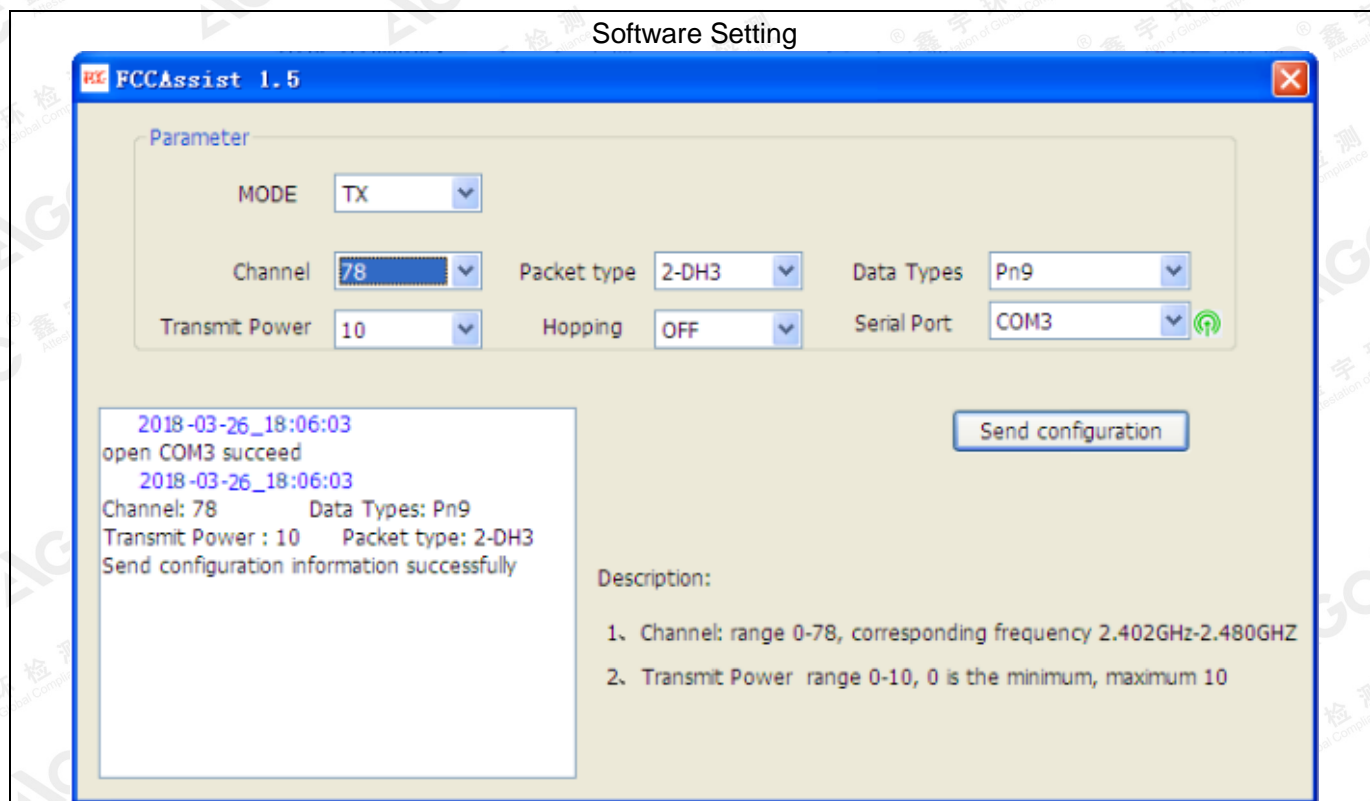 Software Setting
FCCAssist 1.5
Parameter
MODE TX
Channel 78 Packet type 2-DH3 Data Types Pn9
Transmit Power 10 Hopping OFF Serial Port COM3
2018-03-26_18:06:03
open COM3 succeed
2018-03-26_18:06:03
Channel: 78 Data Types: Pn9
Transmit Power : 10 Packet type: 2-DH3
Send configuration information successfully
Send configuration
Description:
1、Channel: range 0-78, corresponding frequency 2.402GHz-2.480GHZ
2、Transmit Power range 0-10, 0 is the minimum, maximum 10